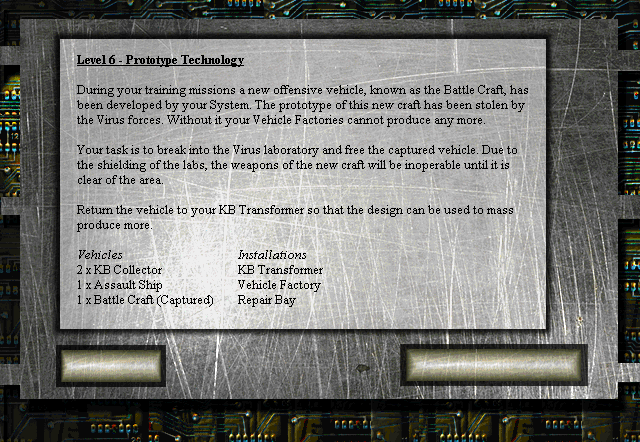 Level 6 - Prototype Technology
During your training missions a new offensive vehicle, known as the Battle Craft, has
been developed by your System. The prototype of this new craft has been stolen by
the Virus forces. Without it your Vehicle Factories cannot produce any more.
Your task is to break into the Virus laboratory and free the captured vehicle. Due to
the shielding of the labs, the weapons of the new craft will be inoperable until it is
clear of the area.
Return the vehicle to your KB Transformer so that the design can be used to mass
produce more.
Vehicles Installations
2 x KB Collector KB Transformer
1 x Assault Ship Vehicle Factory
1 x Battle Craft (Captured) Repair Bay